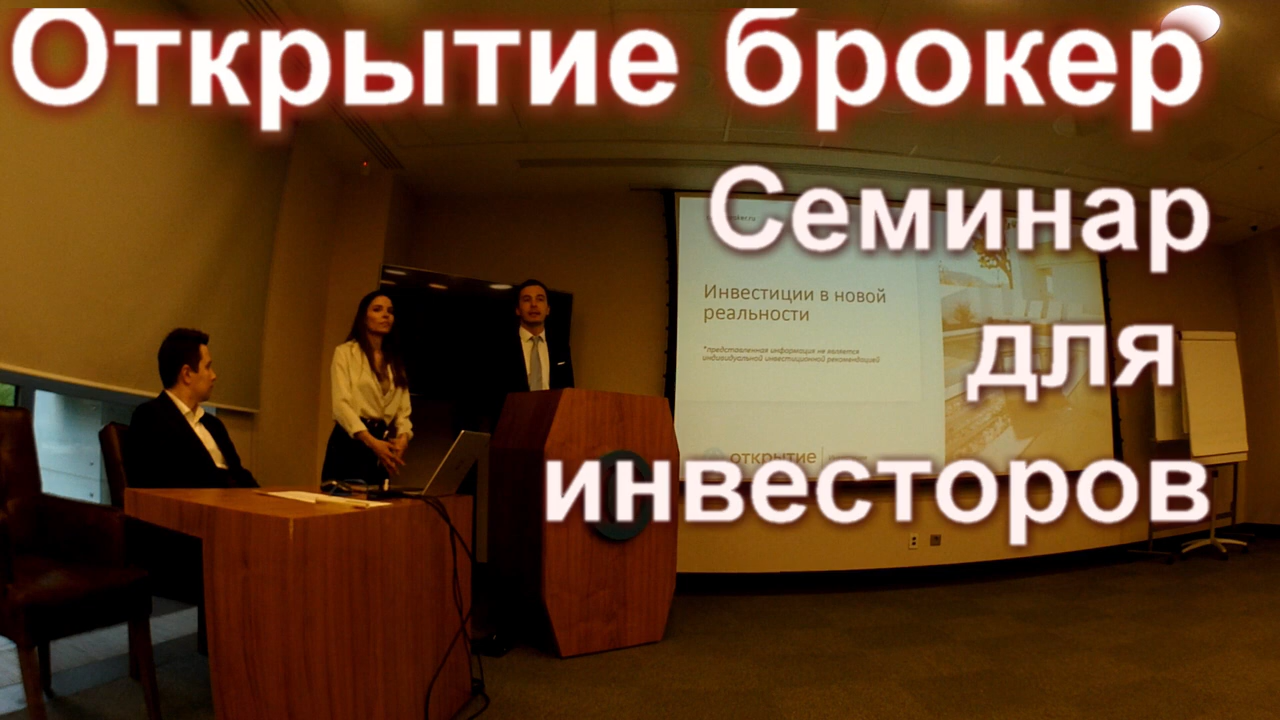 Открытие брокер
Семинар
для
инвесторов
Инвестиции в новой
реальности
*представленная информация не является
индивидуальной инвестиционной рекомендацией
открытие